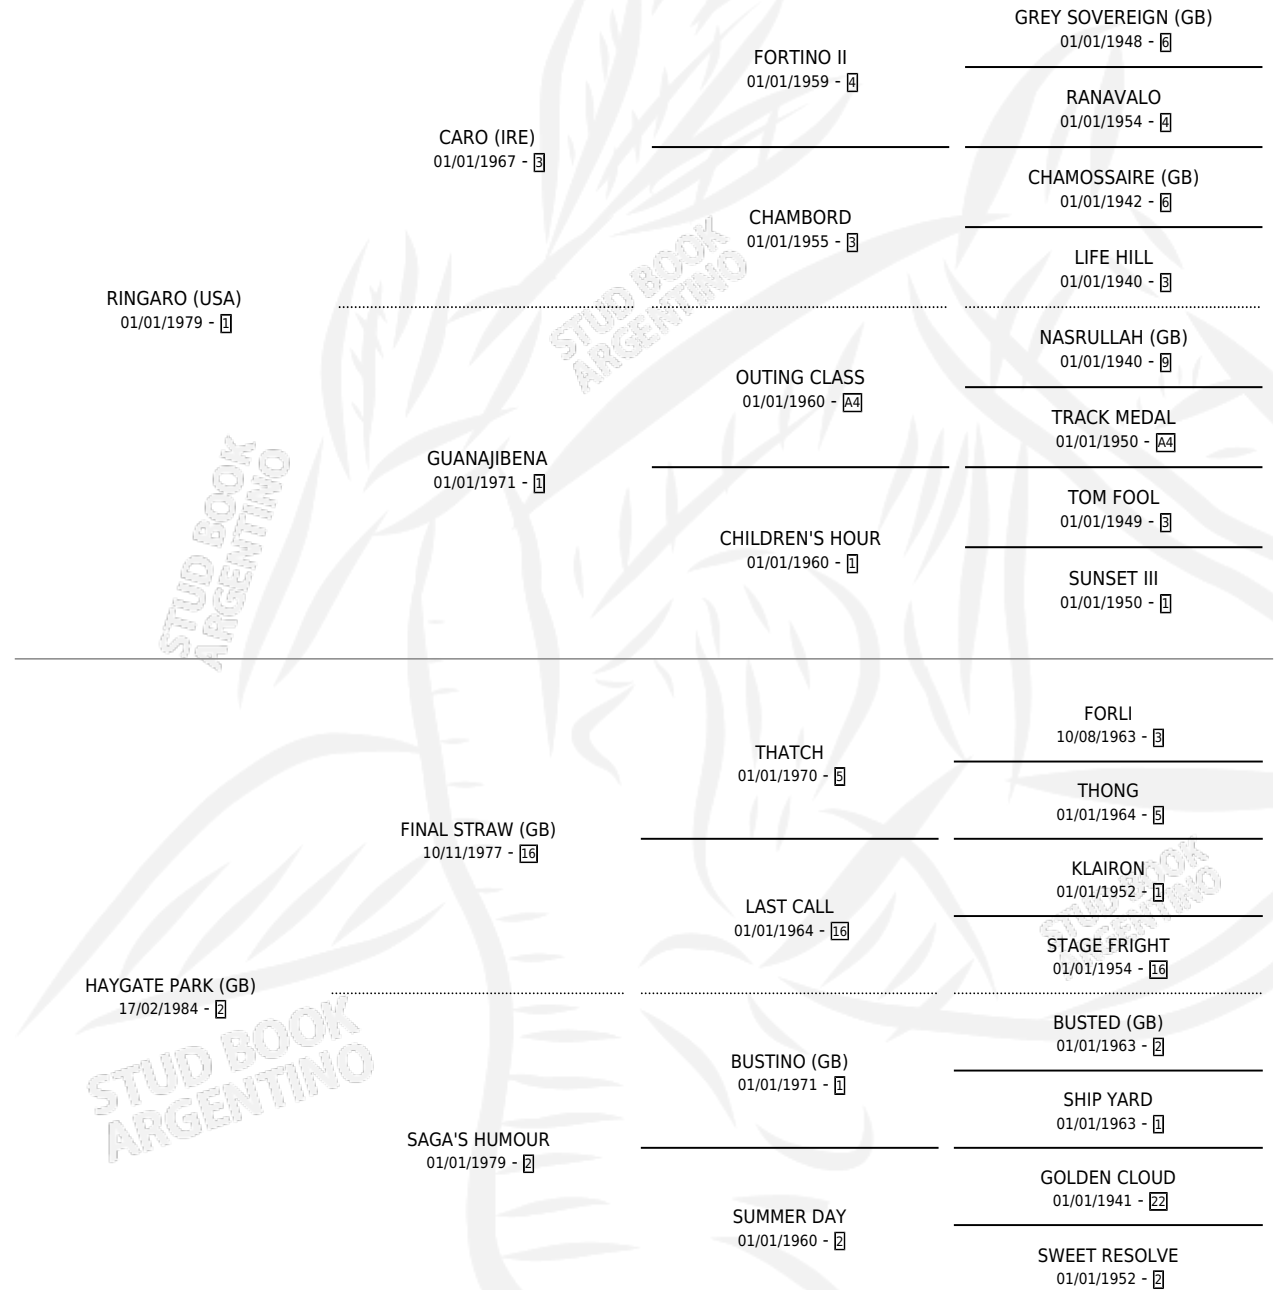 GREY SOVEREIGN (GB)
01/01/1948 - 6
FORTINO II
01/01/1959 - 4
RANAVALO
01/01/1954 - 4
CARO (IRE)
01/01/1967 - 3
CHAMOSSAIRE (GB)
01/01/1942 - 6
CHAMBORD
01/01/1955 - 3
LIFE HILL
01/01/1940 - 3
RINGARO (USA)
01/01/1979 - 1
NASRULLAH (GB)
01/01/1940 - 9
OUTING CLASS
01/01/1960 - A4
TRACK MEDAL
01/01/1950 - A4
GUANAJIBENA
01/01/1971 - 1
TOM FOOL
01/01/1949 - 3
CHILDREN'S HOUR
01/01/1960 - 1
SUNSET III
01/01/1950 - 1
STUD BOOK
ARGENTINO
STUD BOOK
ARGENTINO
FORLI
10/08/1963 - 3
THATCH
01/01/1970 - 5
THONG
01/01/1964 - 5
FINAL STRAW (GB)
10/11/1977 - 16
KLAIRON
01/01/1952 - 1
LAST CALL
01/01/1964 - 16
STAGE FRIGHT
01/01/1954 - 16
HAYGATE PARK (GB)
17/02/1984 - 2
BUSTED (GB)
01/01/1963 - 2
BUSTINO (GB)
01/01/1971 - 1
SHIP YARD
01/01/1963 - 1
SAGA'S HUMOUR
01/01/1979 - 2
GOLDEN CLOUD
01/01/1941 - 22
SUMMER DAY
01/01/1960 - 2
SWEET RESOLVE
01/01/1952 - 2
STUD BOOK
ARGENTINO
STUD BOOK
ARGENTINO